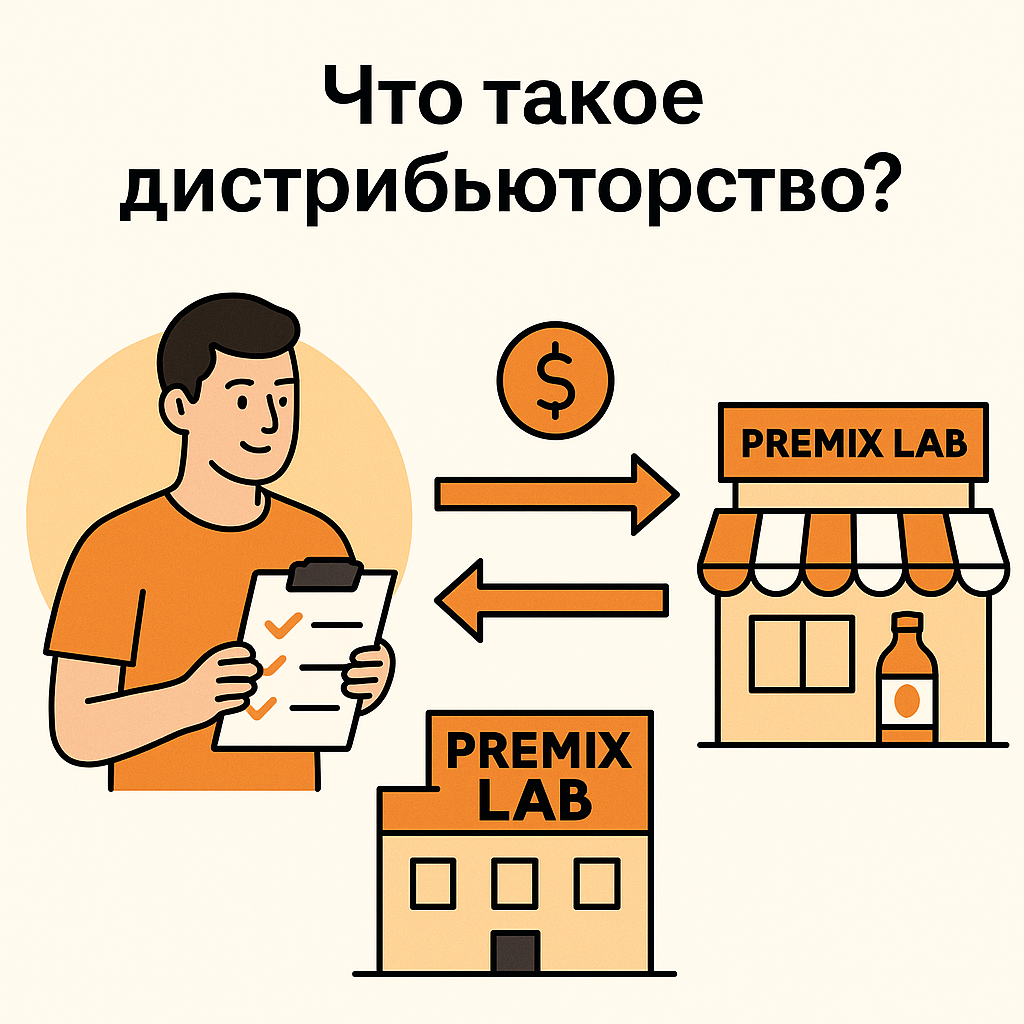 Что такое
дистрибьюторство?
$
PREMIX LAB
PREMIX
LAB